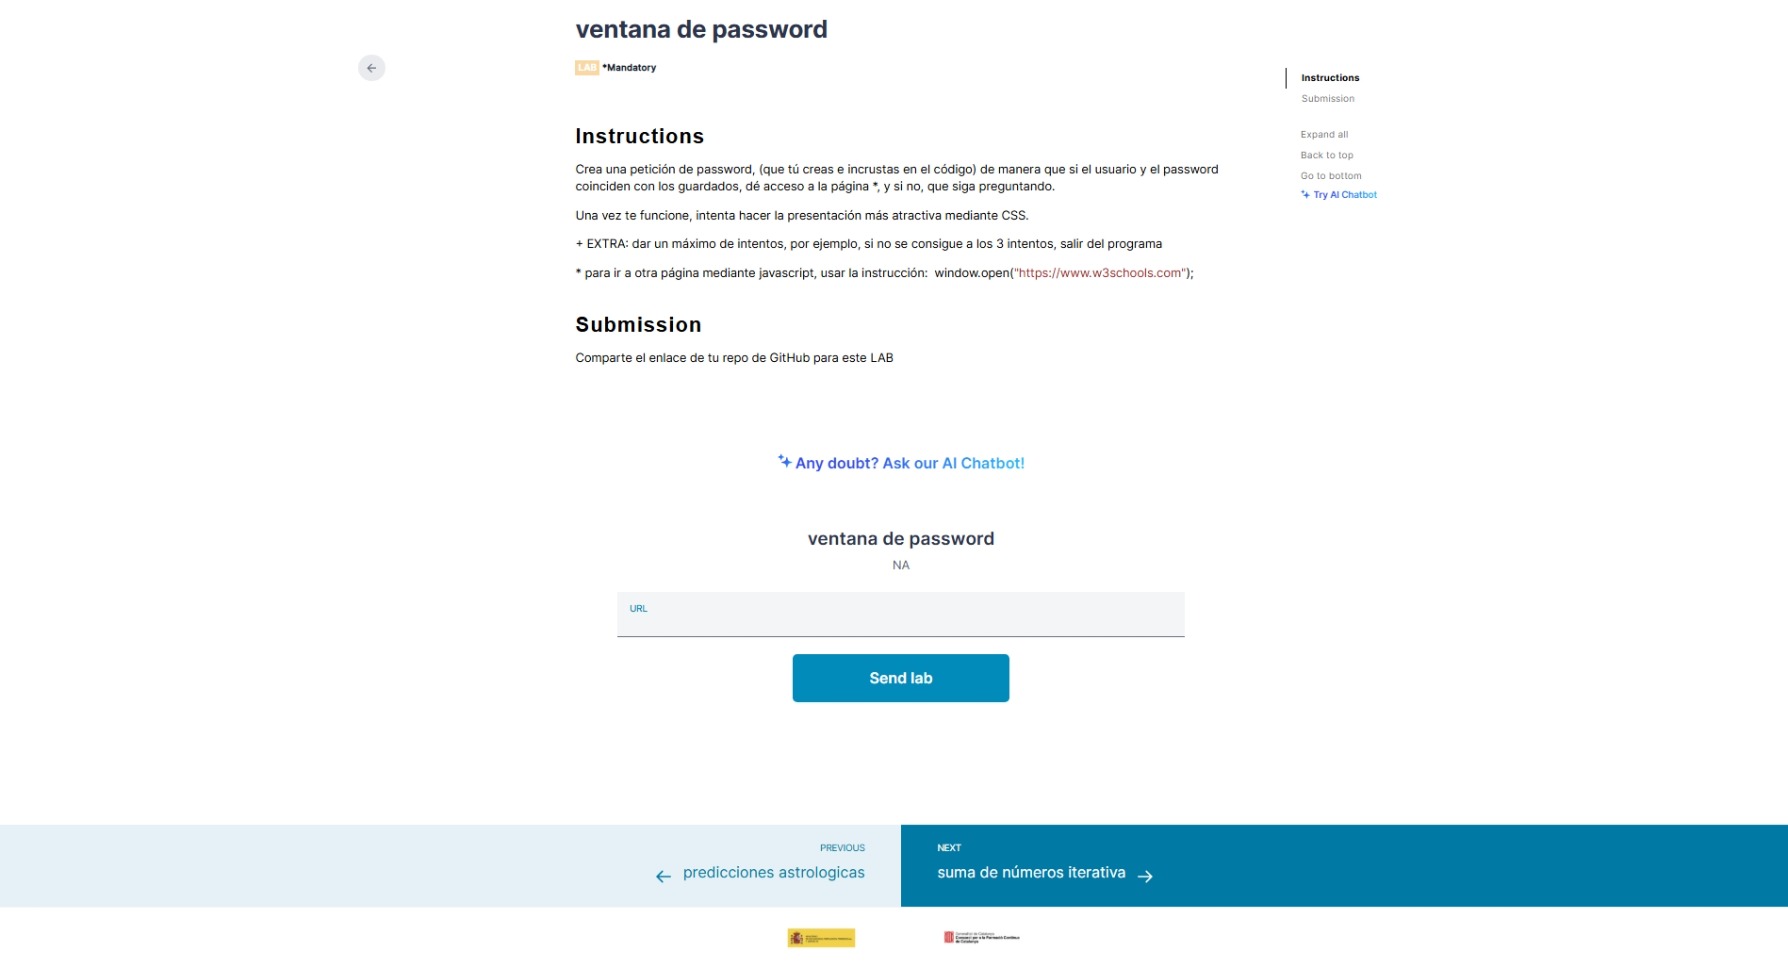 ventana de password
LAB *Mandatory
Instructions
Submission
Expand all
Back to top
Go to bottom
Try AI Chatbot
Instructions
Crea una petición de password, (que tú creas e incrustas en el código) de manera que si el usuario y el password
coinciden con los guardados, dé acceso a la página *, y si no, que siga preguntando.
Una vez te funcione, intenta hacer la presentación más atractiva mediante CSS.
+ EXTRA: dar un máximo de intentos, por ejemplo, si no se consigue a los 3 intentos, salir del programa
* para ir a otra página mediante javascript, usar la instrucción: window.open("https://www.w3schools.com");
Submission
Comparte el enlace de tu repo de GitHub para este LAB
Any doubt? Ask our AI Chatbot!
ventana de password
NA
URL
Send lab
PREVIOUS
← predicciones astrologicas
NEXT
suma de números iterativa →